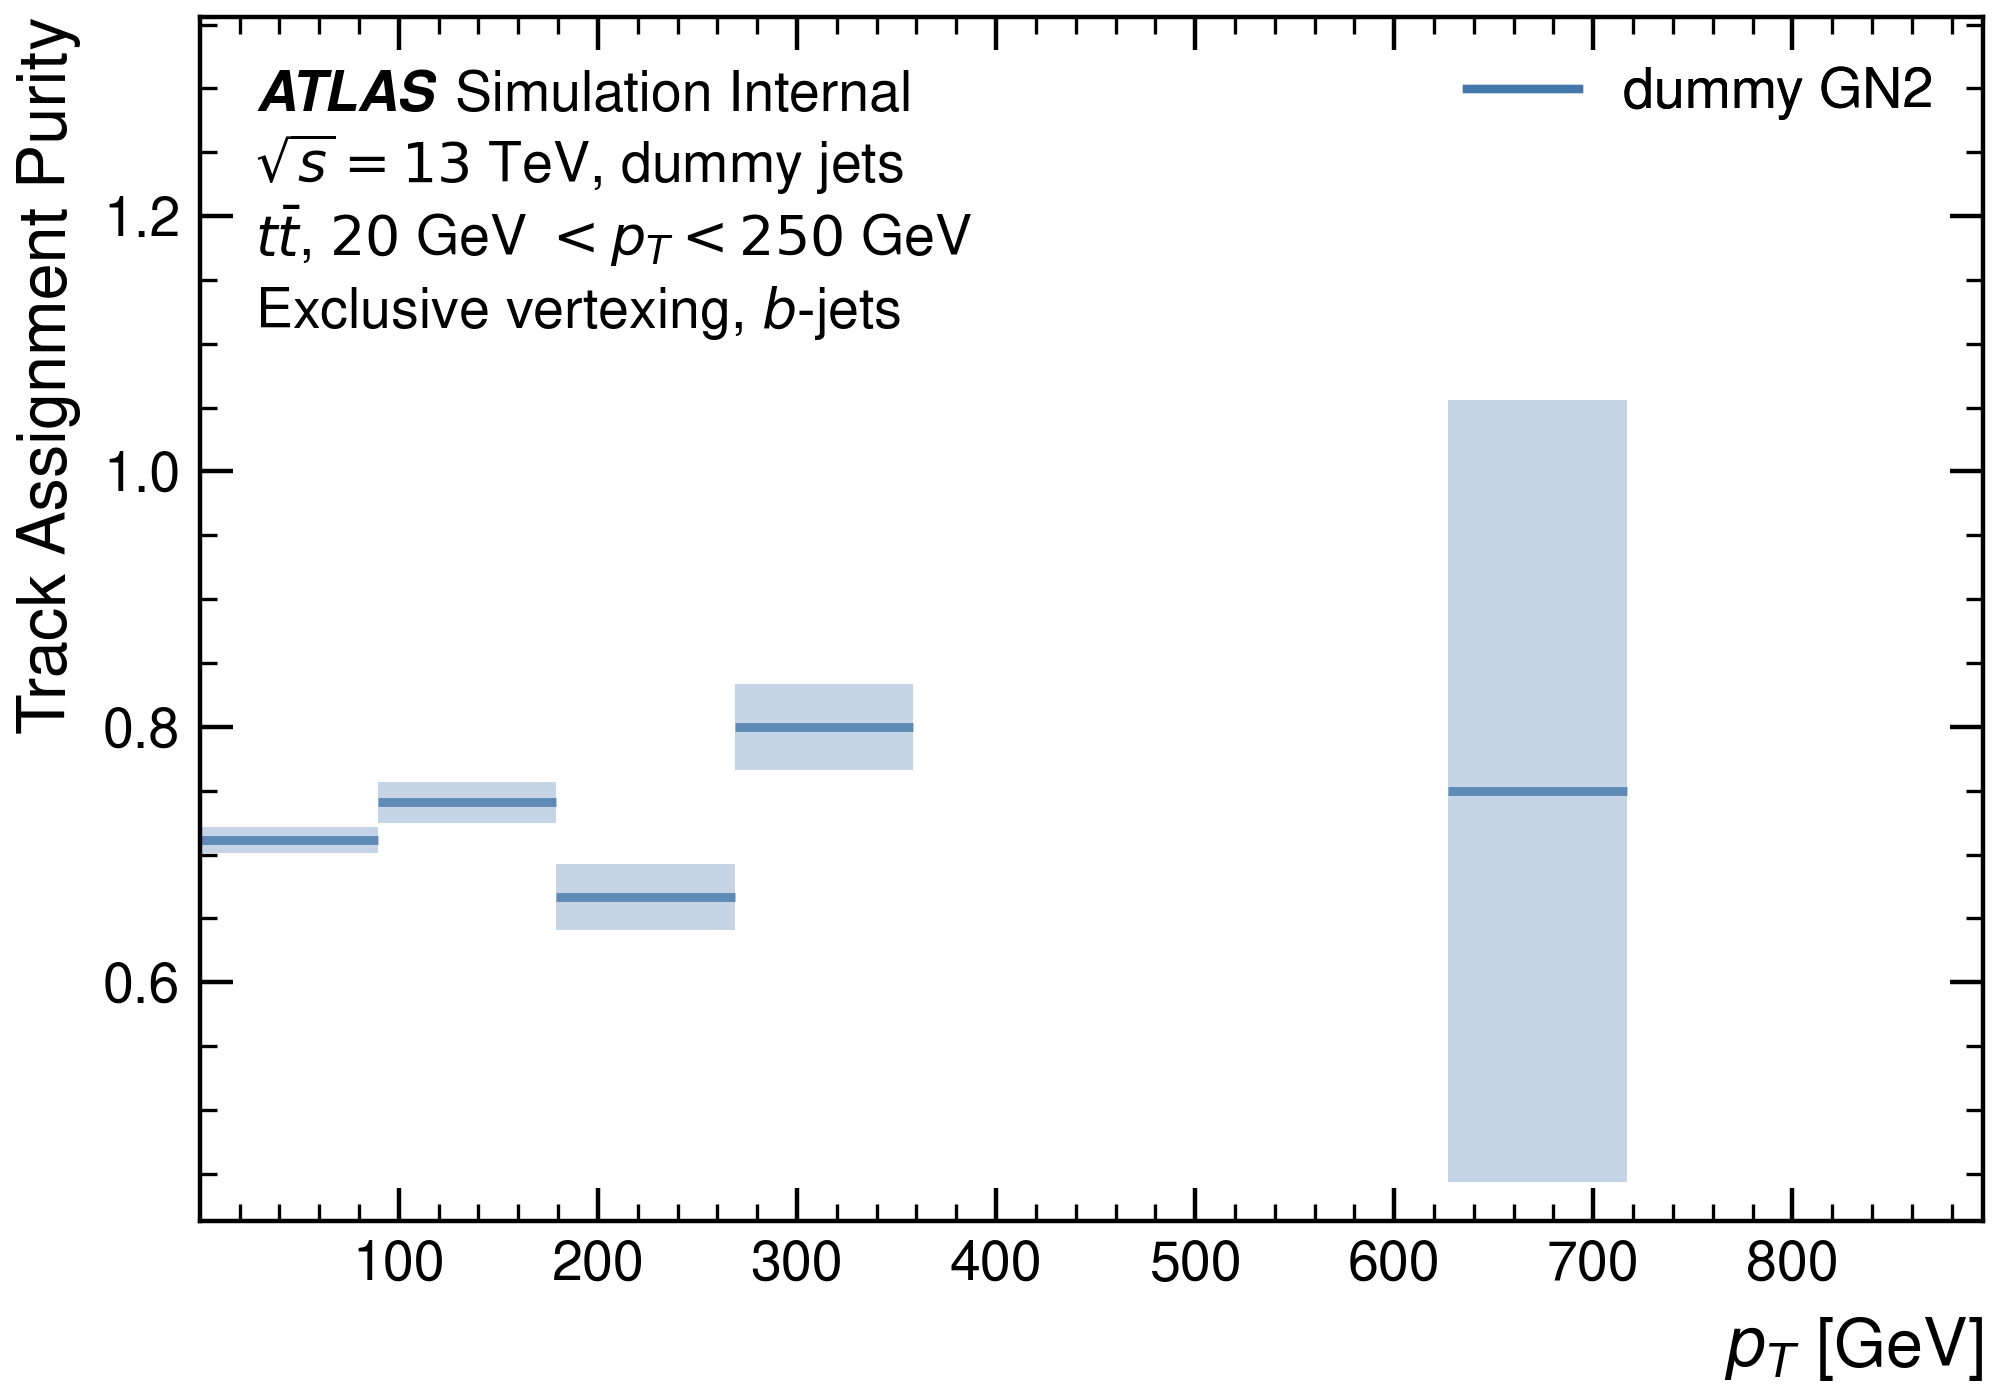 ATLAS Simulation Internal
√s = 13 TeV, dummy jets
tt̄, 20 GeV < p_T < 250 GeV
Exclusive vertexing, b-jets
dummy GN2
Track Assignment Purity
1.2
1.0
0.8
0.6
100 200 300 400 500 600 700 800
p_T [GeV]